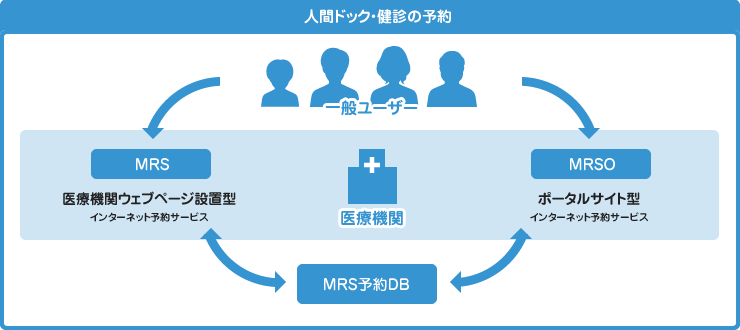 人間ドック・健診の予約
一般ユーザー
MRS
医療機関ウェブページ設置型
インターネット予約サービス
医療機関
MRSO
ポータルサイト型
インターネット予約サービス
MRS予約DB